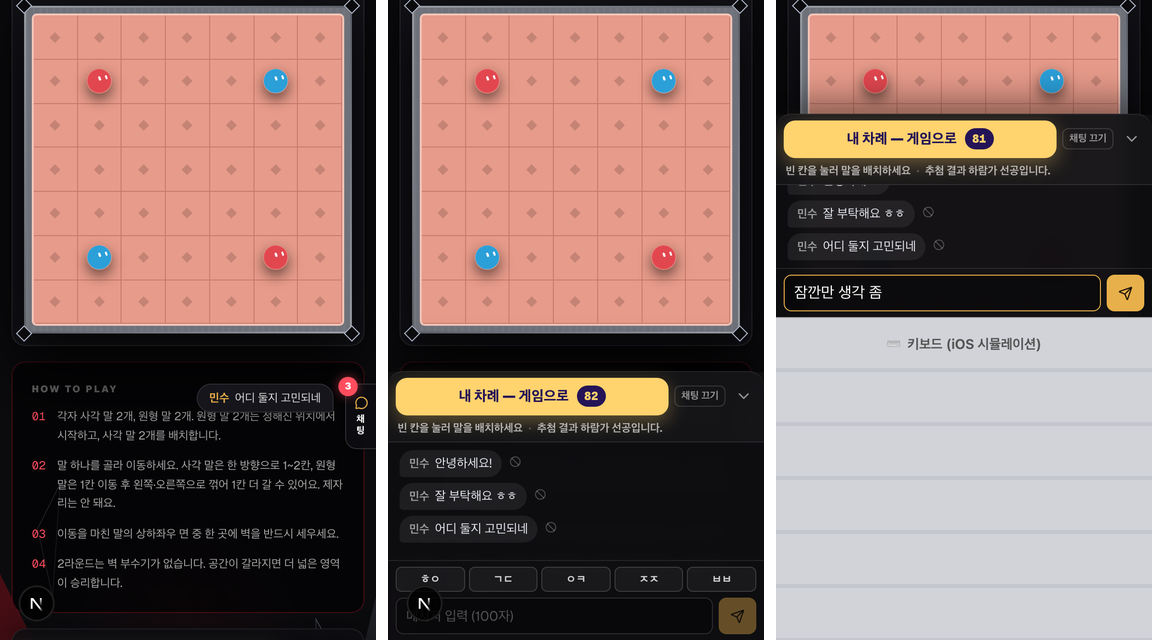 HOW TO PLAY
01 각자 사각 말 2개, 원형 말 2개. 원형 말 2개는 정해진 위치에서
시작하고, 사각 말 2개를 배치합니다.
02 말 하나를 골라 이동하세요. 사각 말은 한 방향으로 1~2칸, 원형
말은 1칸 이동 후 왼쪽·오른쪽으로 꺾어 1칸 더 갈 수 있어요. 제자
리는 안 돼요.
03 이동을 마친 말의 상하좌우 면 중 한 곳에 벽을 반드시 세우세요.
04 2라운드는 벽 부수기가 없습니다. 공간이 갈라지면 더 넓은 영역
이 승리합니다.
민수 어디 둘지 고민되네
3
채
팅
N
내 차례 — 게임으로 82
채팅 끄기
빈 칸을 눌러 말을 배치하세요 · 추첨 결과 하람가 선공입니다.
민수 안녕하세요!
민수 잘 부탁해요 ㅎㅎ
민수 어디 둘지 고민되네
ㅎㅇ
ㄱㄷ
ㅇㅋ
ㅈㅈ
ㅂㅂ
N
입력 (100자)
내 차례 — 게임으로 81
채팅 끄기
빈 칸을 눌러 말을 배치하세요 · 추첨 결과 하람가 선공입니다.
민수 잘 부탁해요 ㅎㅎ
민수 어디 둘지 고민되네
잠깐만 생각 좀
키보드 (iOS 시뮬레이션)